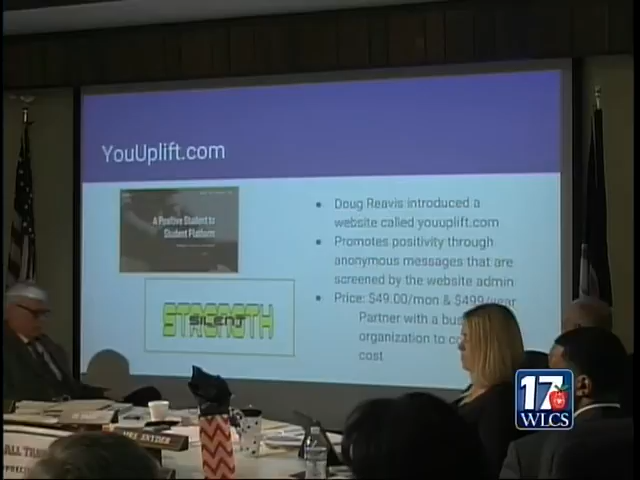 YouUplift.com
A Positive Student to
Student Platform
STRENGTH
SILENT
• Doug Reavis introduced a
website called youuplift.com
• Promotes positivity through
anonymous messages that are
screened by the website admin
• Price: $49.00/mon & $499/year
Partner with a
organization to
cost
MRS. SNYDER
ALL
17
WLCS